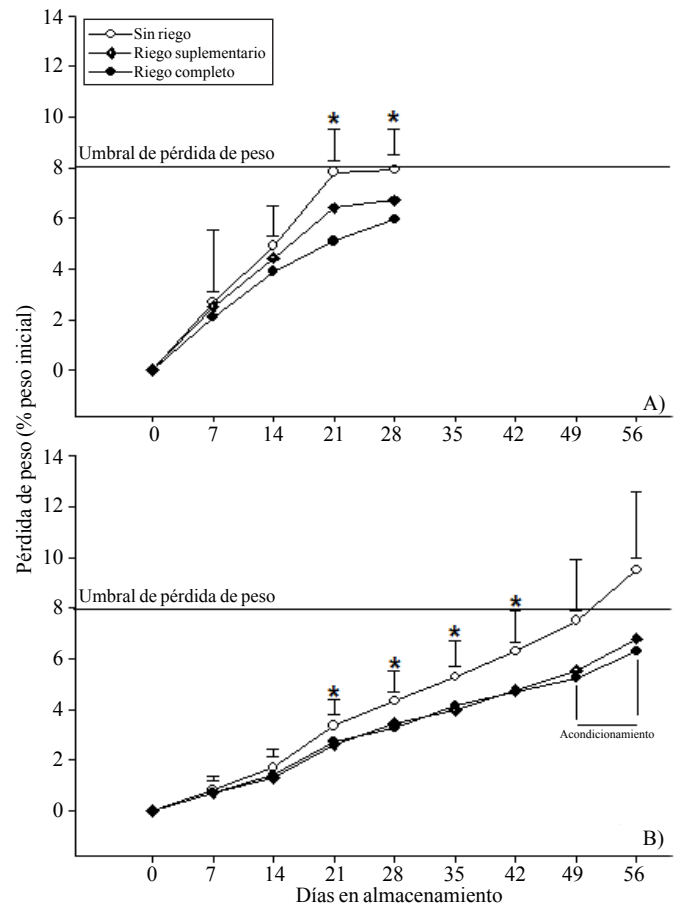 14
Sin riego
Riego suplementario
Riego completo
12
10
* *
Umbral de pérdida de peso
8
6
4
2
0
A)
0 7 14 21 28 35 42 49 56
Pérdida de peso (% peso inicial)
14
12
10
Umbral de pérdida de peso
8
* * * *
6
4
Acondicionamiento
2
0
B)
0 7 14 21 28 35 42 49 56
Días en almacenamiento